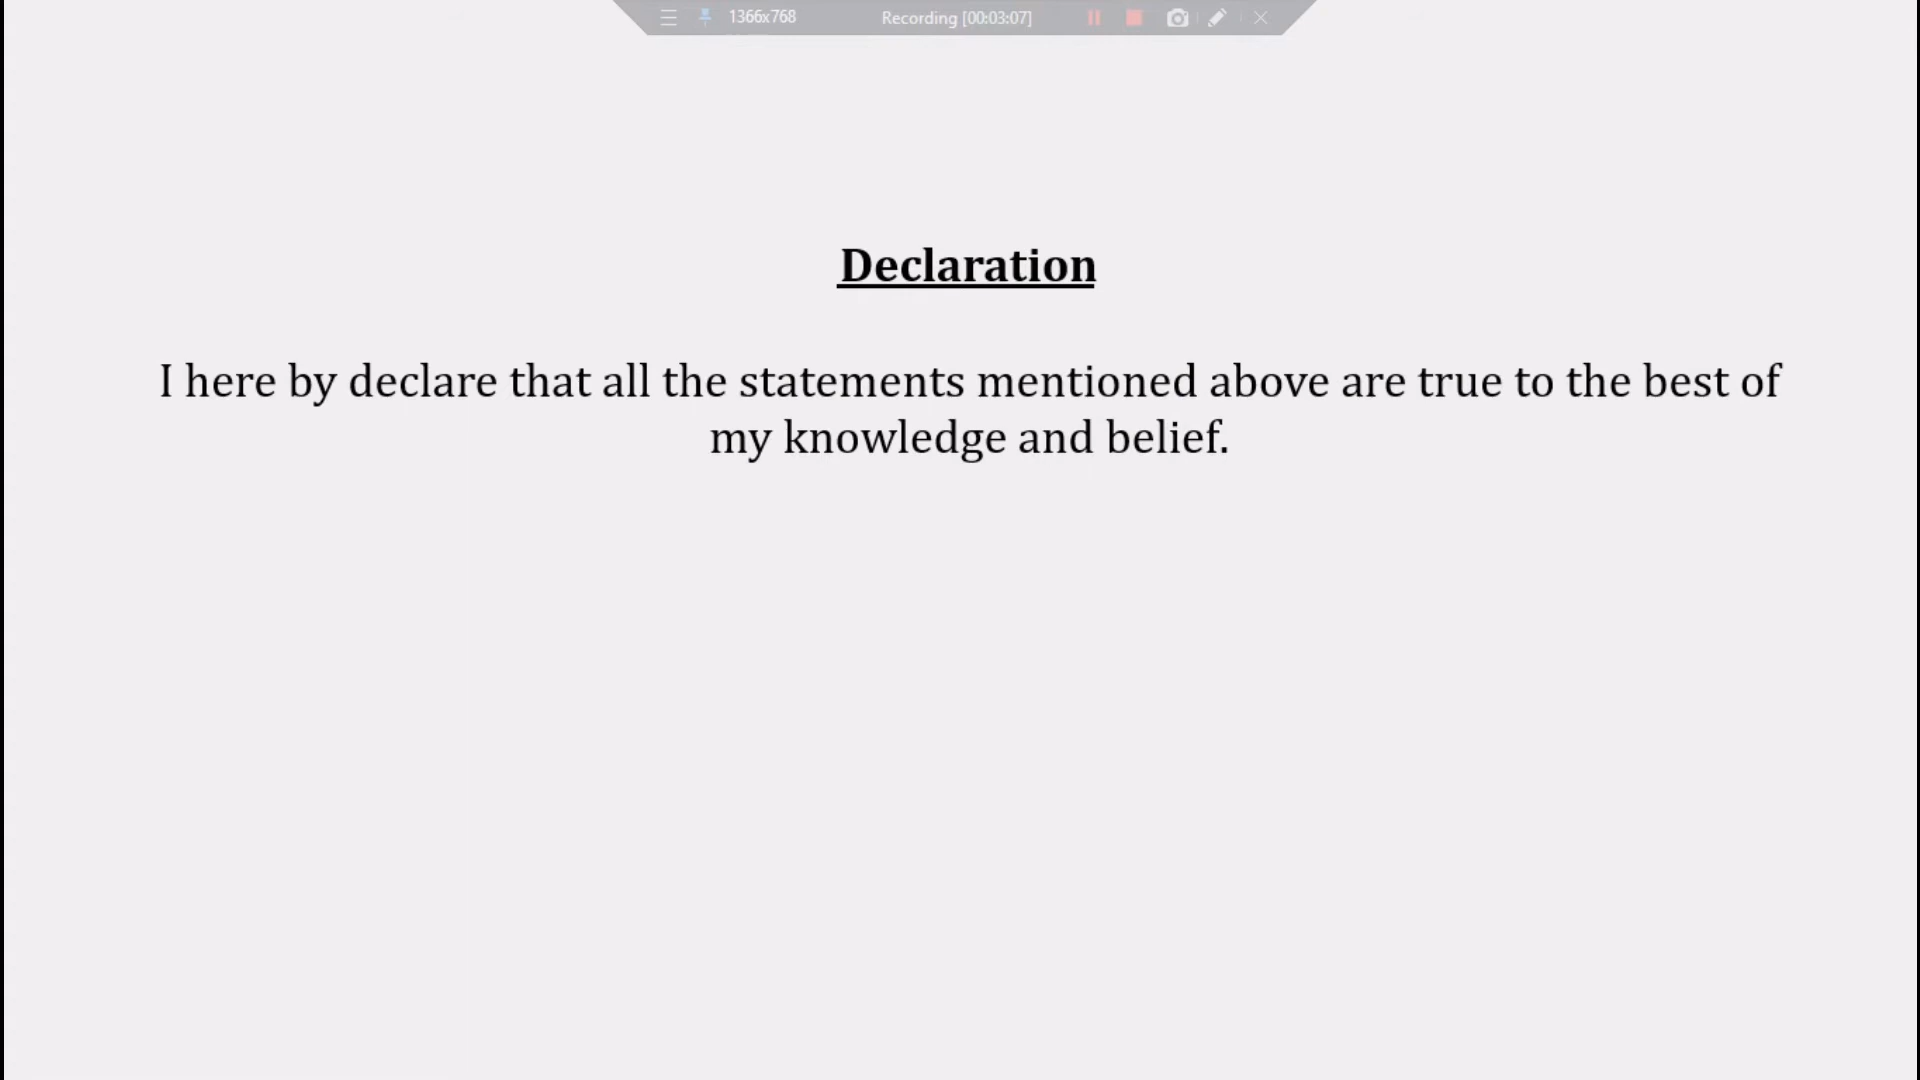 1366x768 Recording [00:03:07]
Declaration
I here by declare that all the statements mentioned above are true to the best of
my knowledge and belief.